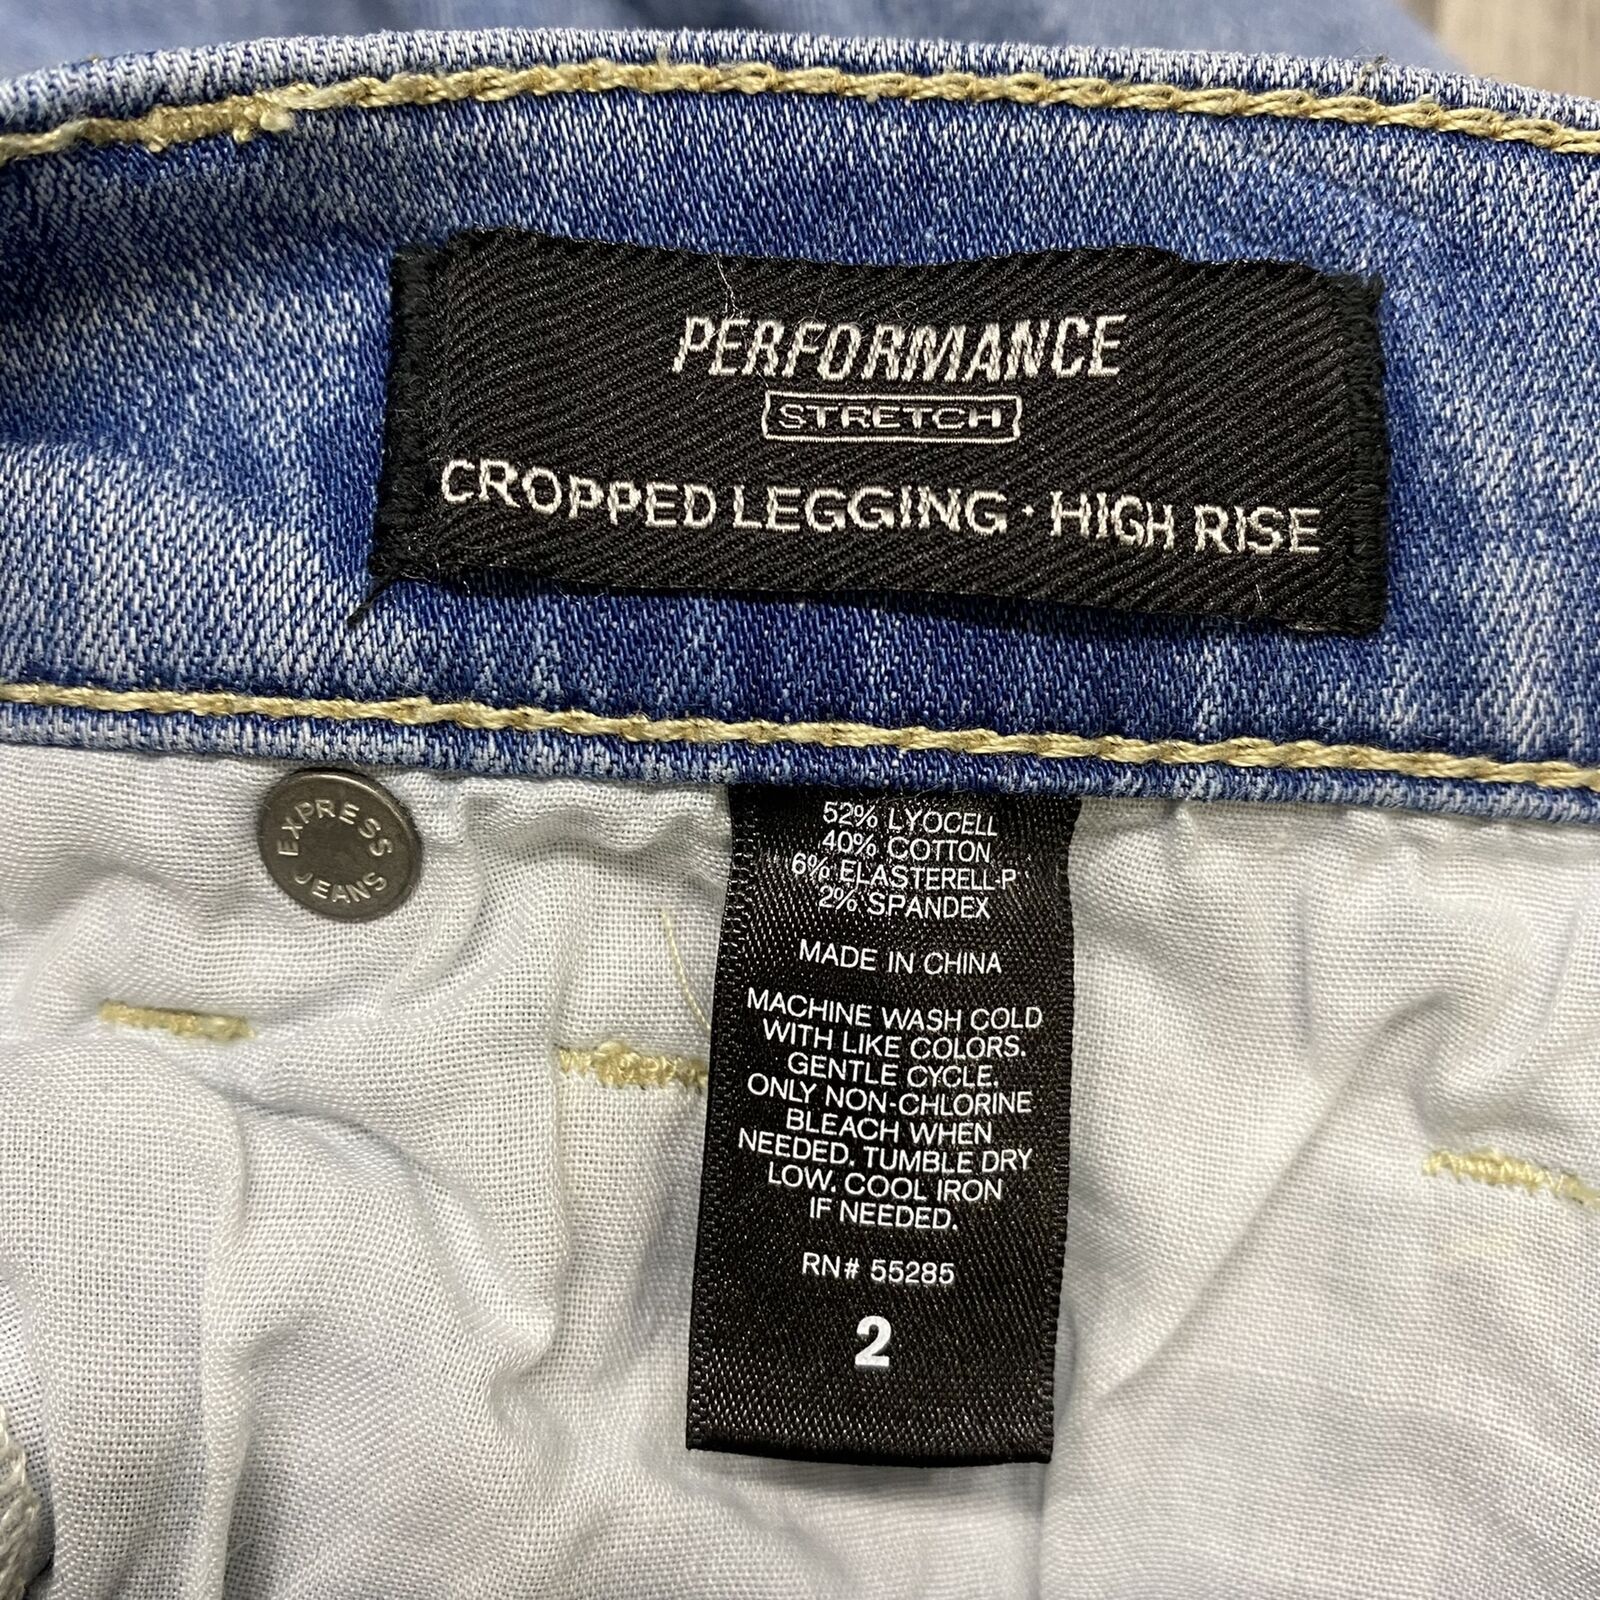 PERFORMANCE
STRETCH
CROPPED LEGGING · HIGH RISE
EXPRESS
JEANS
52% LYOCELL
40% COTTON
6% ELASTERELL-P
2% SPANDEX
MADE IN CHINA
MACHINE WASH COLD
WITH LIKE COLORS.
GENTLE CYCLE.
ONLY NON-CHLORINE
BLEACH WHEN
NEEDED. TUMBLE DRY
LOW. COOL IRON
IF NEEDED.
RN# 55285
2